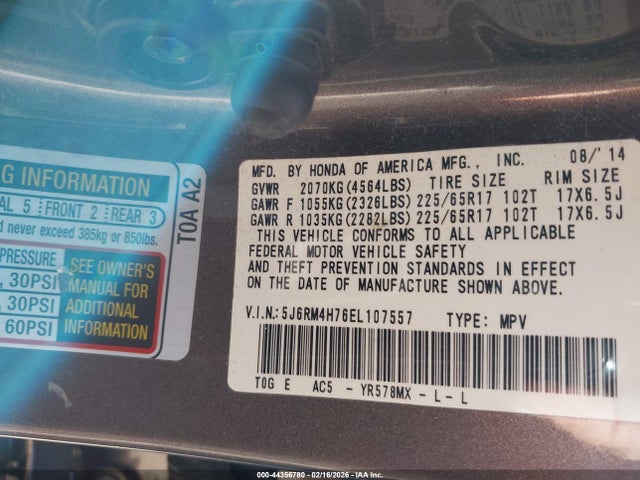 G INFORMATION
AL 5 FRONT 2 REAR 3
d never exceed 385kg or 850lbs.
PRESSURE
, 30PSI
, 30PSI
60PSI
SEE OWNER'S
MANUAL FOR
ADDITIONAL
INFORMATION
T0A A2
MFD. BY HONDA OF AMERICA MFG., INC. 08/'14
GVWR 2070KG(4564LBS) TIRE SIZE RIM SIZE
GAWR F 1055KG(2326LBS) 225/65R17 102T 17X6.5J
GAWR R 1035KG(2282LBS) 225/65R17 102T 17X6.5J
THIS VEHICLE CONFORMS TO ALL APPLICABLE
FEDERAL MOTOR VEHICLE SAFETY
AND THEFT PREVENTION STANDARDS IN EFFECT
ON THE DATE OF MANUFACTURE SHOWN ABOVE.
V.I.N.:5J6RM4H76EL107557 TYPE: MPV
T0G E AC5 - YR578MX - L - L
000-44356780 - 02/16/2026 - IAA Inc.